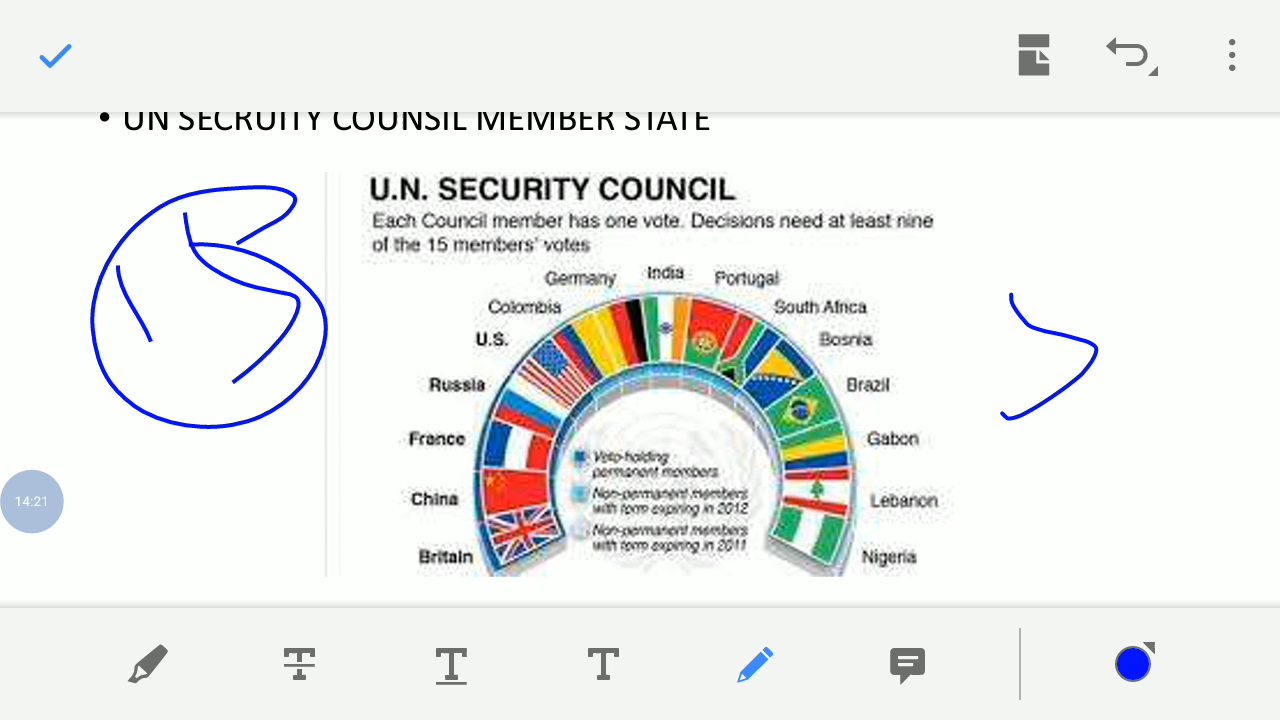 • UN SECRUITY COUNSIL MEMBER STATE
U.N. SECURITY COUNCIL
Each Council member has one vote. Decisions need at least nine
of the 15 members' votes
Germany India Portugal
Colombia South Africa
U.S. Bosnia
Russia Brazil
France Gabon
Veto-holding
permanent members
China Lebanon
Non-permanent members
with term expiring in 2012
Non-permanent members
with term expiring in 2011
Britain Nigeria
14:21
T T T